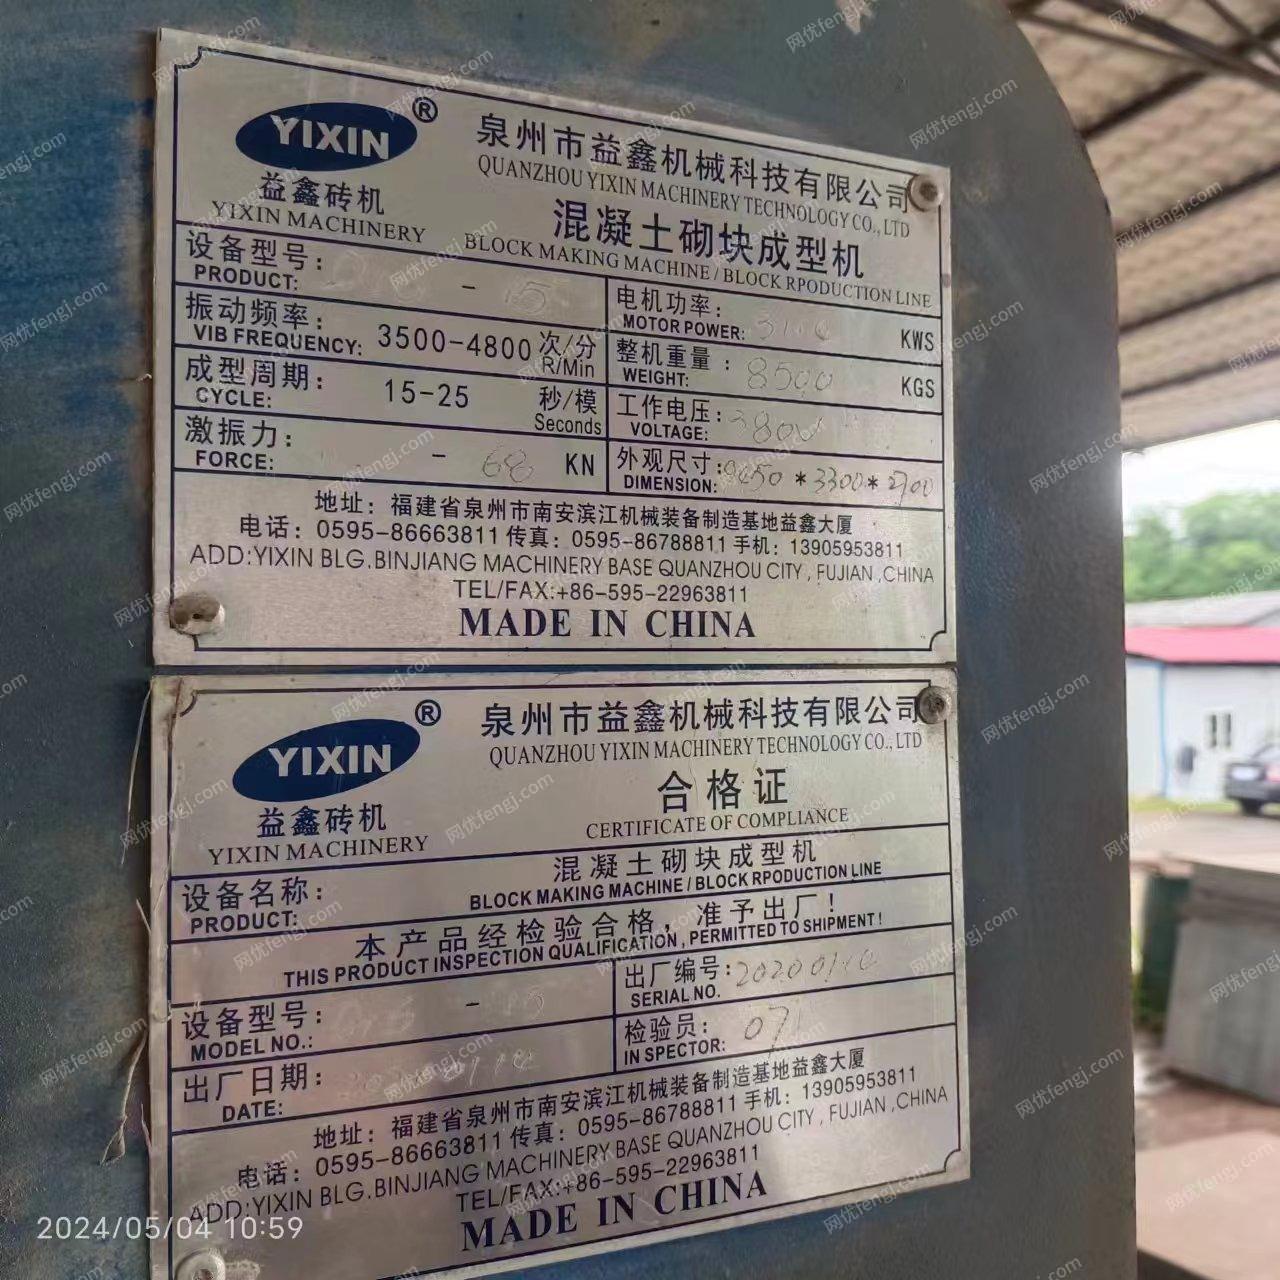 YIXIN ®
益鑫砖机
YIXIN MACHINERY
泉州市益鑫机械科技有限公司
QUANZHOU YIXIN MACHINERY TECHNOLOGY CO., LTD
混凝土砌块成型机
BLOCK MAKING MACHINE / BLOCK RPODUCTION LINE
设备型号:
PRODUCT: - 15
电机功率:
MOTOR POWER: KWS
振动频率:
VIB FREQUENCY: 3500-4800 次/分
R/Min
整机重量:
WEIGHT: 8500 KGS
成型周期:
CYCLE: 15-25 秒/模
Seconds
工作电压:
VOLTAGE:
激振力:
FORCE: - 68 KN
外观尺寸:
DIMENSION: *3300*2700
地址: 福建省泉州市南安滨江机械装备制造基地益鑫大厦
电话: 0595-86663811 传真: 0595-86788811 手机: 13905953811
ADD:YIXIN BLG.BINJIANG MACHINERY BASE QUANZHOU CITY, FUJIAN ,CHINA
TEL/FAX:+86-595-22963811
MADE IN CHINA
YIXIN ®
益鑫砖机
YIXIN MACHINERY
泉州市益鑫机械科技有限公司
QUANZHOU YIXIN MACHINERY TECHNOLOGY CO., LTD
合格证
CERTIFICATE OF COMPLIANCE
设备名称:
PRODUCT:
混凝土砌块成型机
BLOCK MAKING MACHINE / BLOCK RPODUCTION LINE
本产品经检验合格，准予出厂!
THIS PRODUCT INSPECTION QUALIFICATION, PERMITTED TO SHIPMENT!
设备型号:
MODEL NO.: -
出厂编号:
SERIAL NO.
出厂日期:
DATE:
检验员:
IN SPECTOR: 071
地址: 福建省泉州市南安滨江机械装备制造基地益鑫大厦
电话: 0595-86663811 传真: 0595-86788811 手机: 13905953811
ADD:YIXIN BLG.BINJIANG MACHINERY BASE QUANZHOU CITY, FUJIAN ,CHINA
TEL/FAX:+86-595-22963811
MADE IN CHINA
2024/05/04 10:59
网优fengj.com